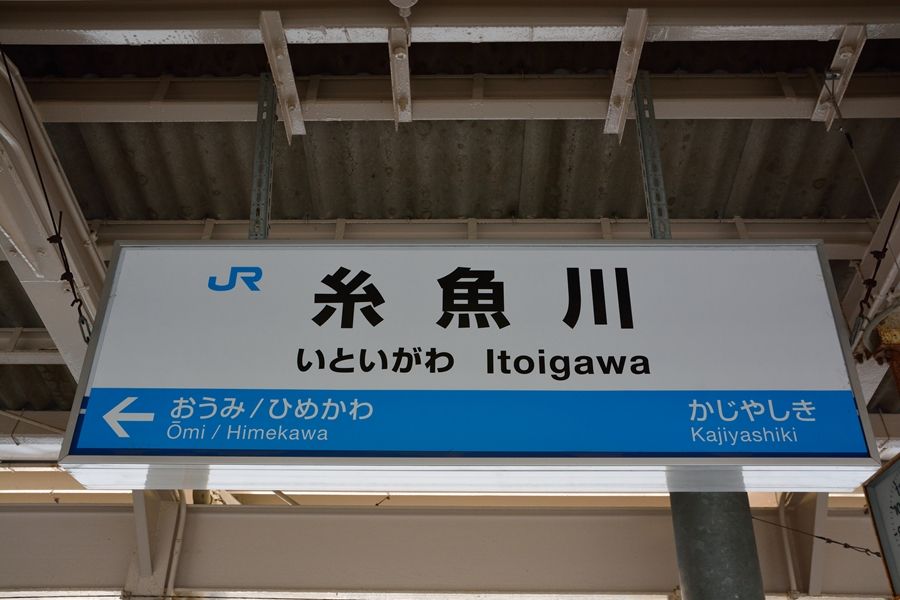 JR 糸魚川
いといがわ Itoigawa
おうみ/ひめかわ かじやしき
Ōmi / Himekawa Kajiyashiki